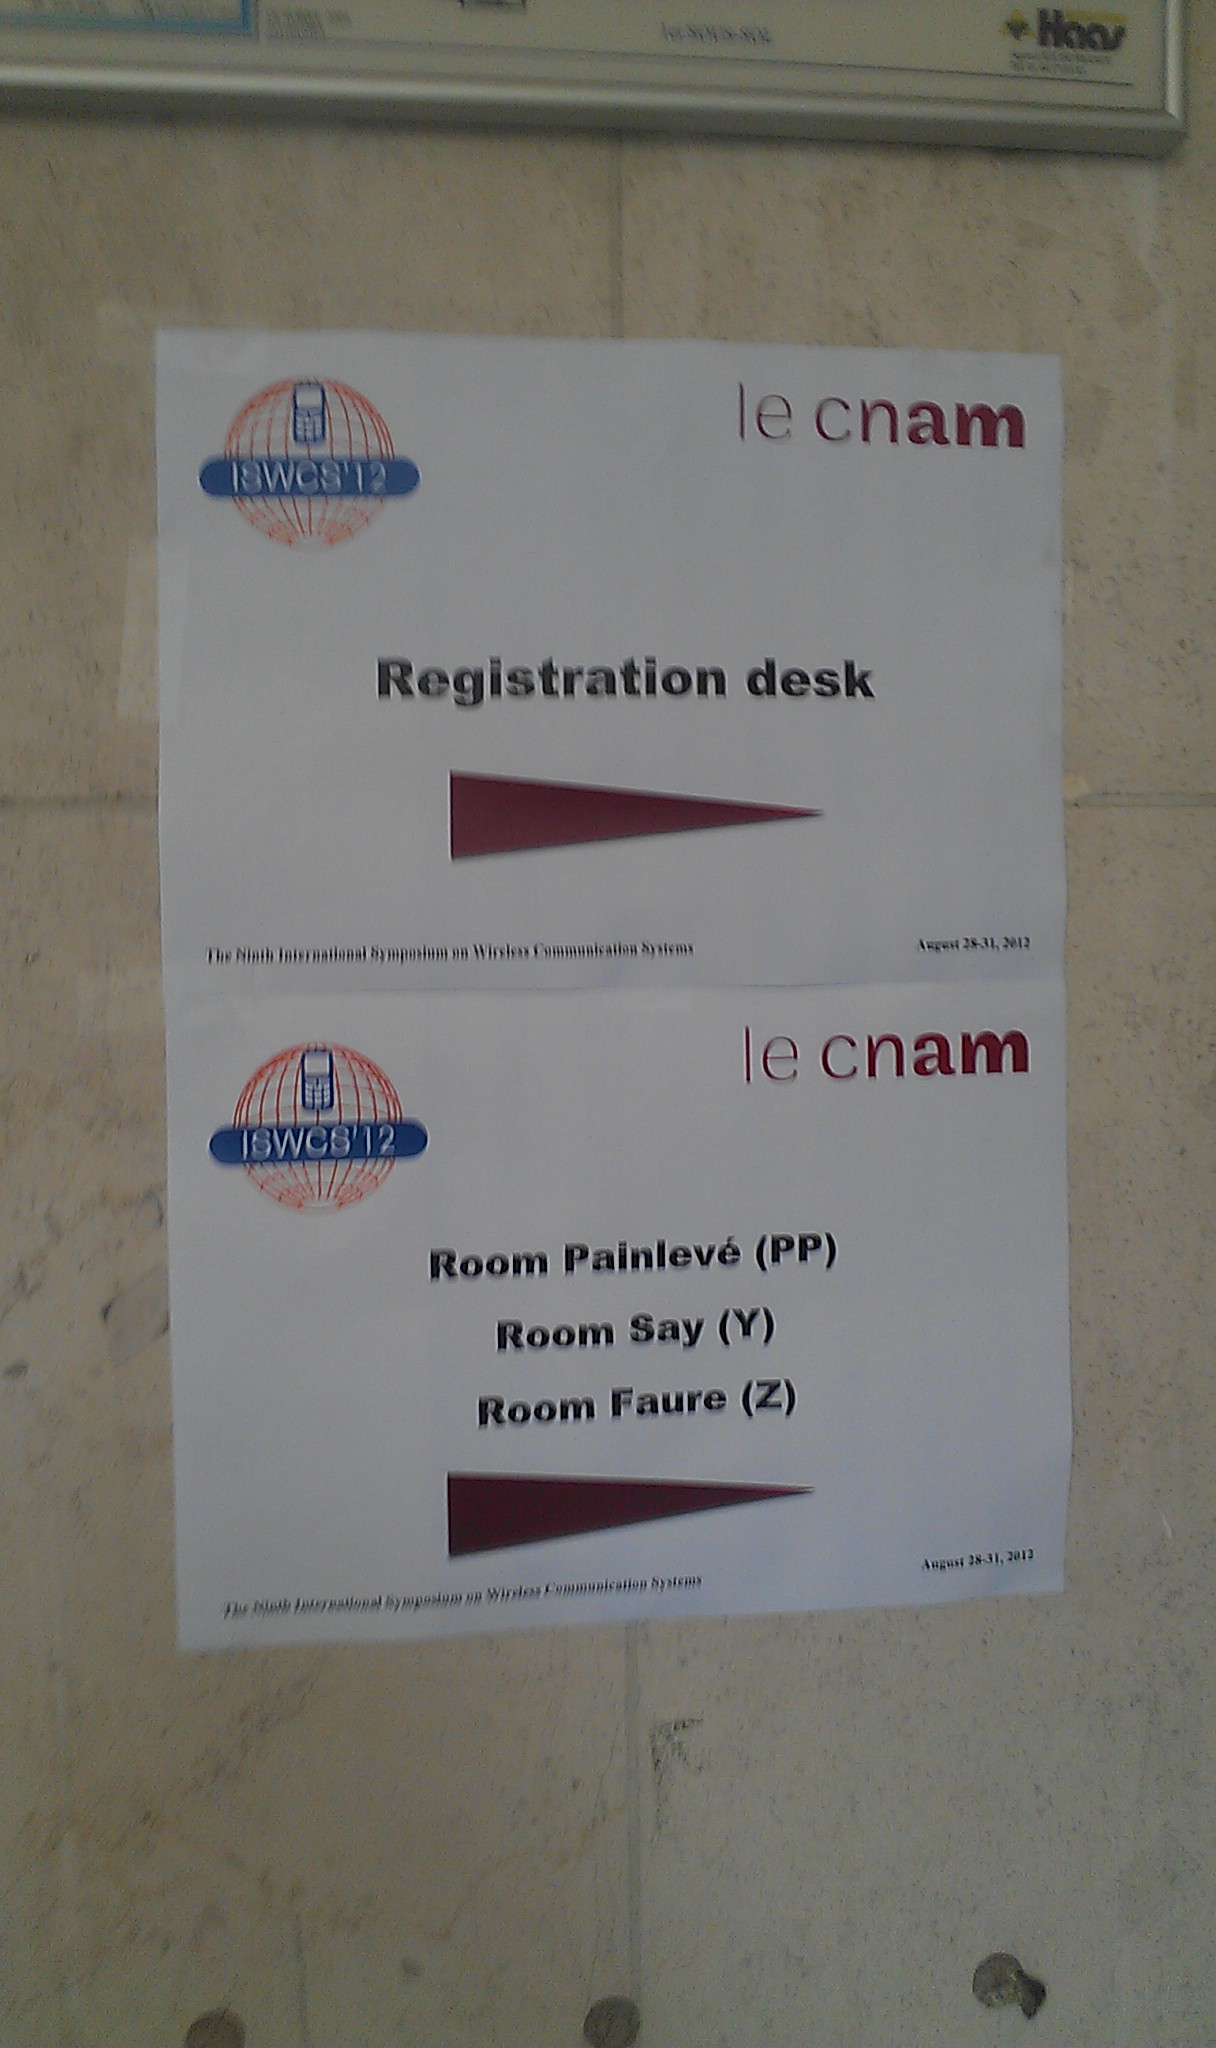 Haas
ISWCS'12
le cnam
Registration desk
The Ninth International Symposium on Wireless Communication Systems
August 28-31, 2012
le cnam
ISWCS'12
Room Painlevé (PP)
Room Say (Y)
Room Faure (Z)
August 28-31, 2012
The Ninth International Symposium on Wireless Communication Systems